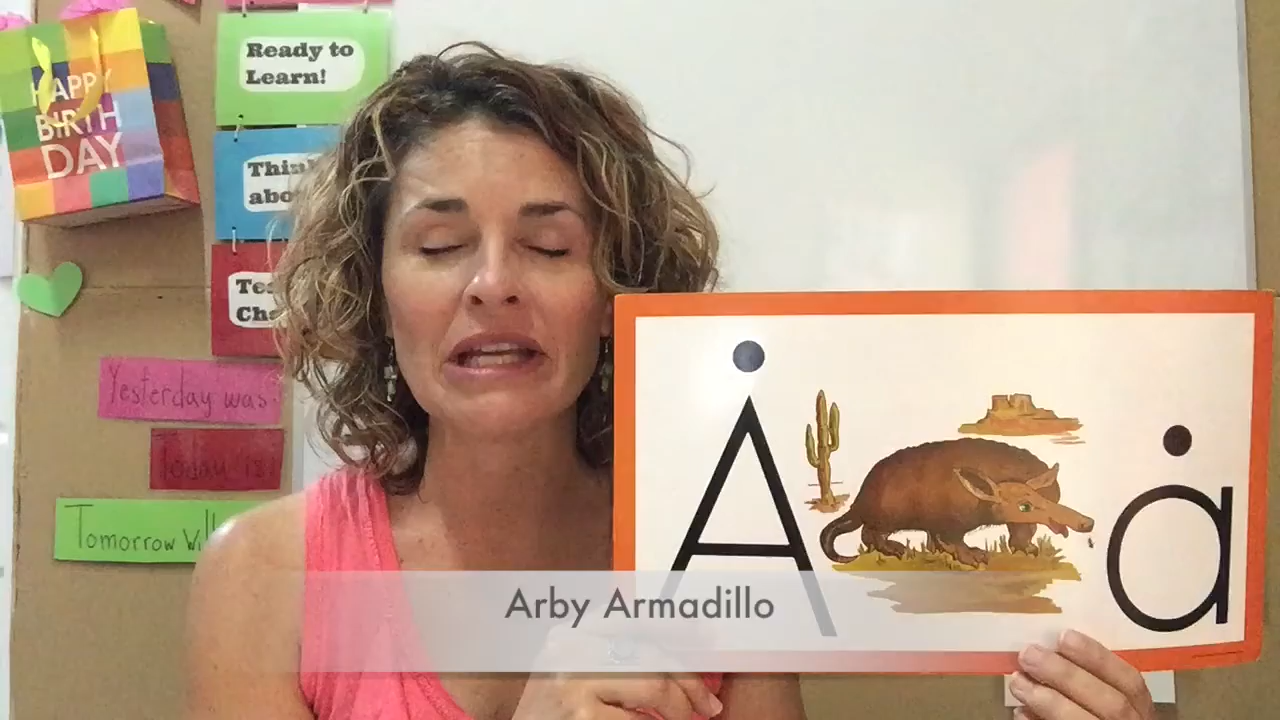 HAPPY
BIRTH
DAY
Ready to
Learn!
Yesterday was
Today is
Tomorrow
Ȧ ȧ
Arby Armadillo